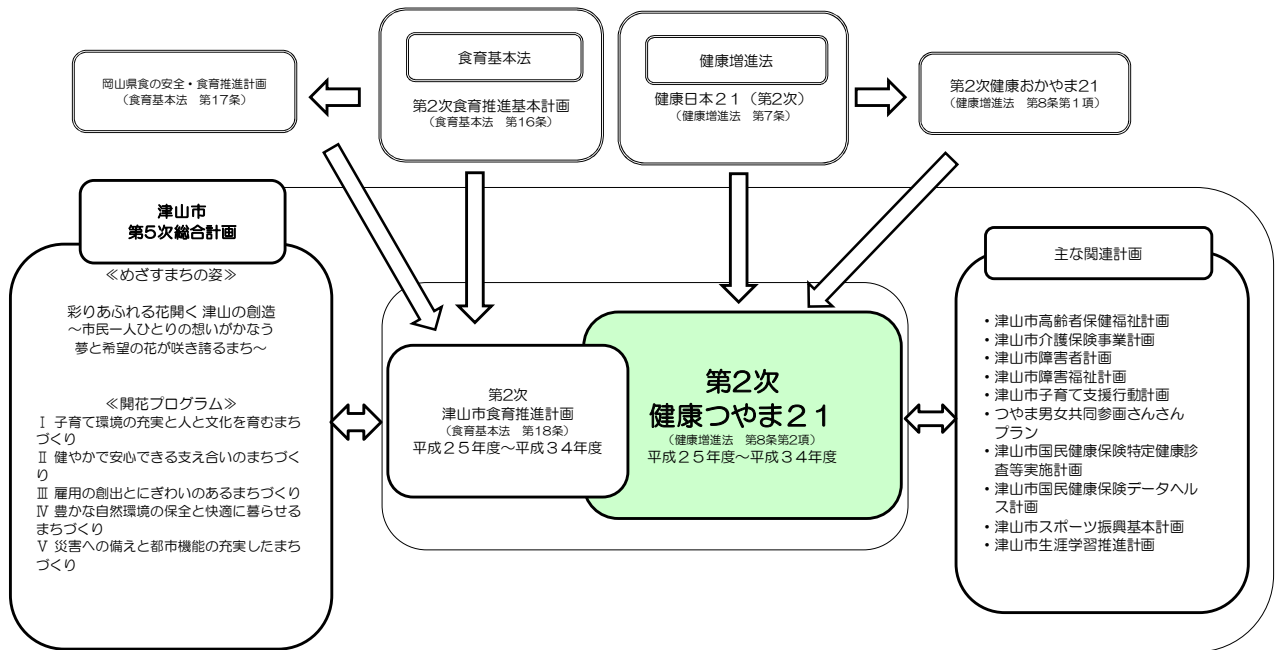 食育基本法
第2次食育推進基本計画
(食育基本法 第16条)
健康増進法
健康日本２１(第2次)
(健康増進法 第7条)
岡山県食の安全・食育推進計画
(食育基本法 第17条)
第2次健康おかやま21
(健康増進法 第8条第１項)
津山市
第5次総合計画
≪めざすまちの姿≫
彩りあふれる花開く 津山の創造
～市民一人ひとりの想いがかなう
夢と希望の花が咲き誇るまち～
≪開花プログラム≫
Ⅰ 子育て環境の充実と人と文化を育むまち
づくり
Ⅱ 健やかで安心できる支え合いのまちづく
り
Ⅲ 雇用の創出とにぎわいのあるまちづくり
Ⅳ 豊かな自然環境の保全と快適に暮らせる
まちづくり
Ⅴ 災害への備えと都市機能の充実したまち
づくり
第2次
津山市食育推進計画
(食育基本法 第18条)
平成２５年度～平成３４年度
第2次
健康つやま２１
(健康増進法 第8条第2項)
平成２５年度～平成３４年度
主な関連計画
・津山市高齢者保健福祉計画
・津山市介護保険事業計画
・津山市障害者計画
・津山市障害福祉計画
・津山市子育て支援行動計画
・つやま男女共同参画さんさん
プラン
・津山市国民健康保険特定健康診
査等実施計画
・津山市国民健康保険データヘル
ス計画
・津山市スポーツ振興基本計画
・津山市生涯学習推進計画